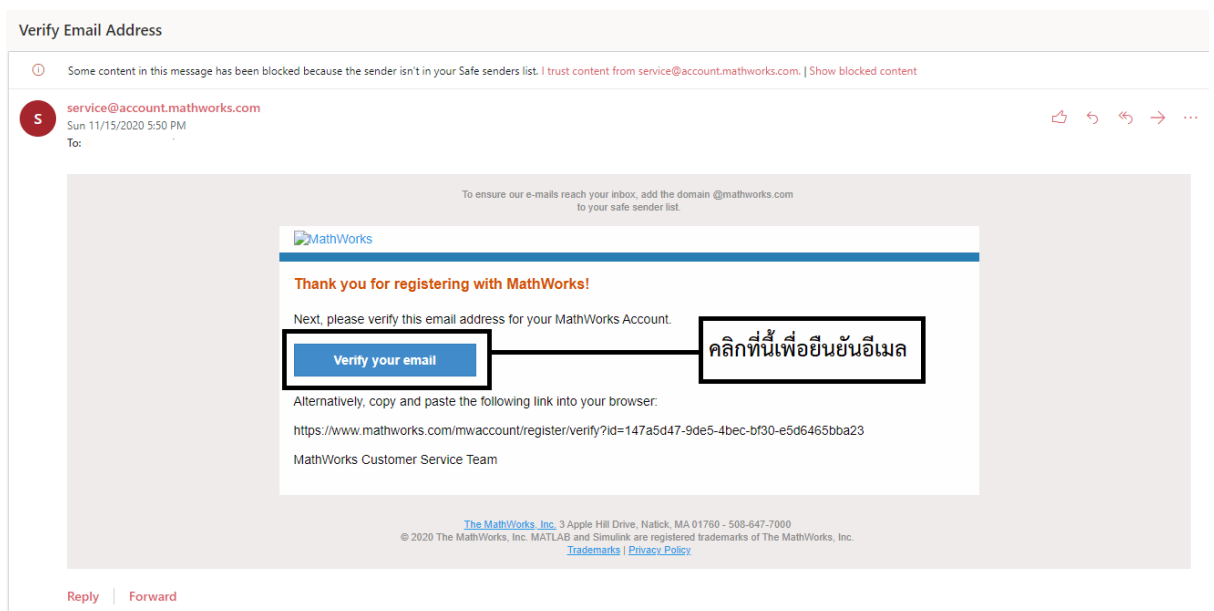 Verify Email Address
Some content in this message has been blocked because the sender isn't in your Safe senders list. I trust content from service@account.mathworks.com. | Show blocked content
S
service@account.mathworks.com
Sun 11/15/2020 5:50 PM
To:
To ensure our e-mails reach your inbox, add the domain @mathworks.com
to your safe sender list.
MathWorks
Thank you for registering with MathWorks!
Next, please verify this email address for your MathWorks Account.
Verify your email
คลิกที่นี้เพื่อยืนยันอีเมล
Alternatively, copy and paste the following link into your browser:
https://www.mathworks.com/mwaccount/register/verify?id=147a5d47-9de5-4bec-bf30-e5d6465bba23
MathWorks Customer Service Team
The MathWorks, Inc. 3 Apple Hill Drive, Natick, MA 01760 - 508-647-7000
© 2020 The MathWorks, Inc. MATLAB and Simulink are registered trademarks of The MathWorks, Inc.
Trademarks | Privacy Policy
Reply | Forward